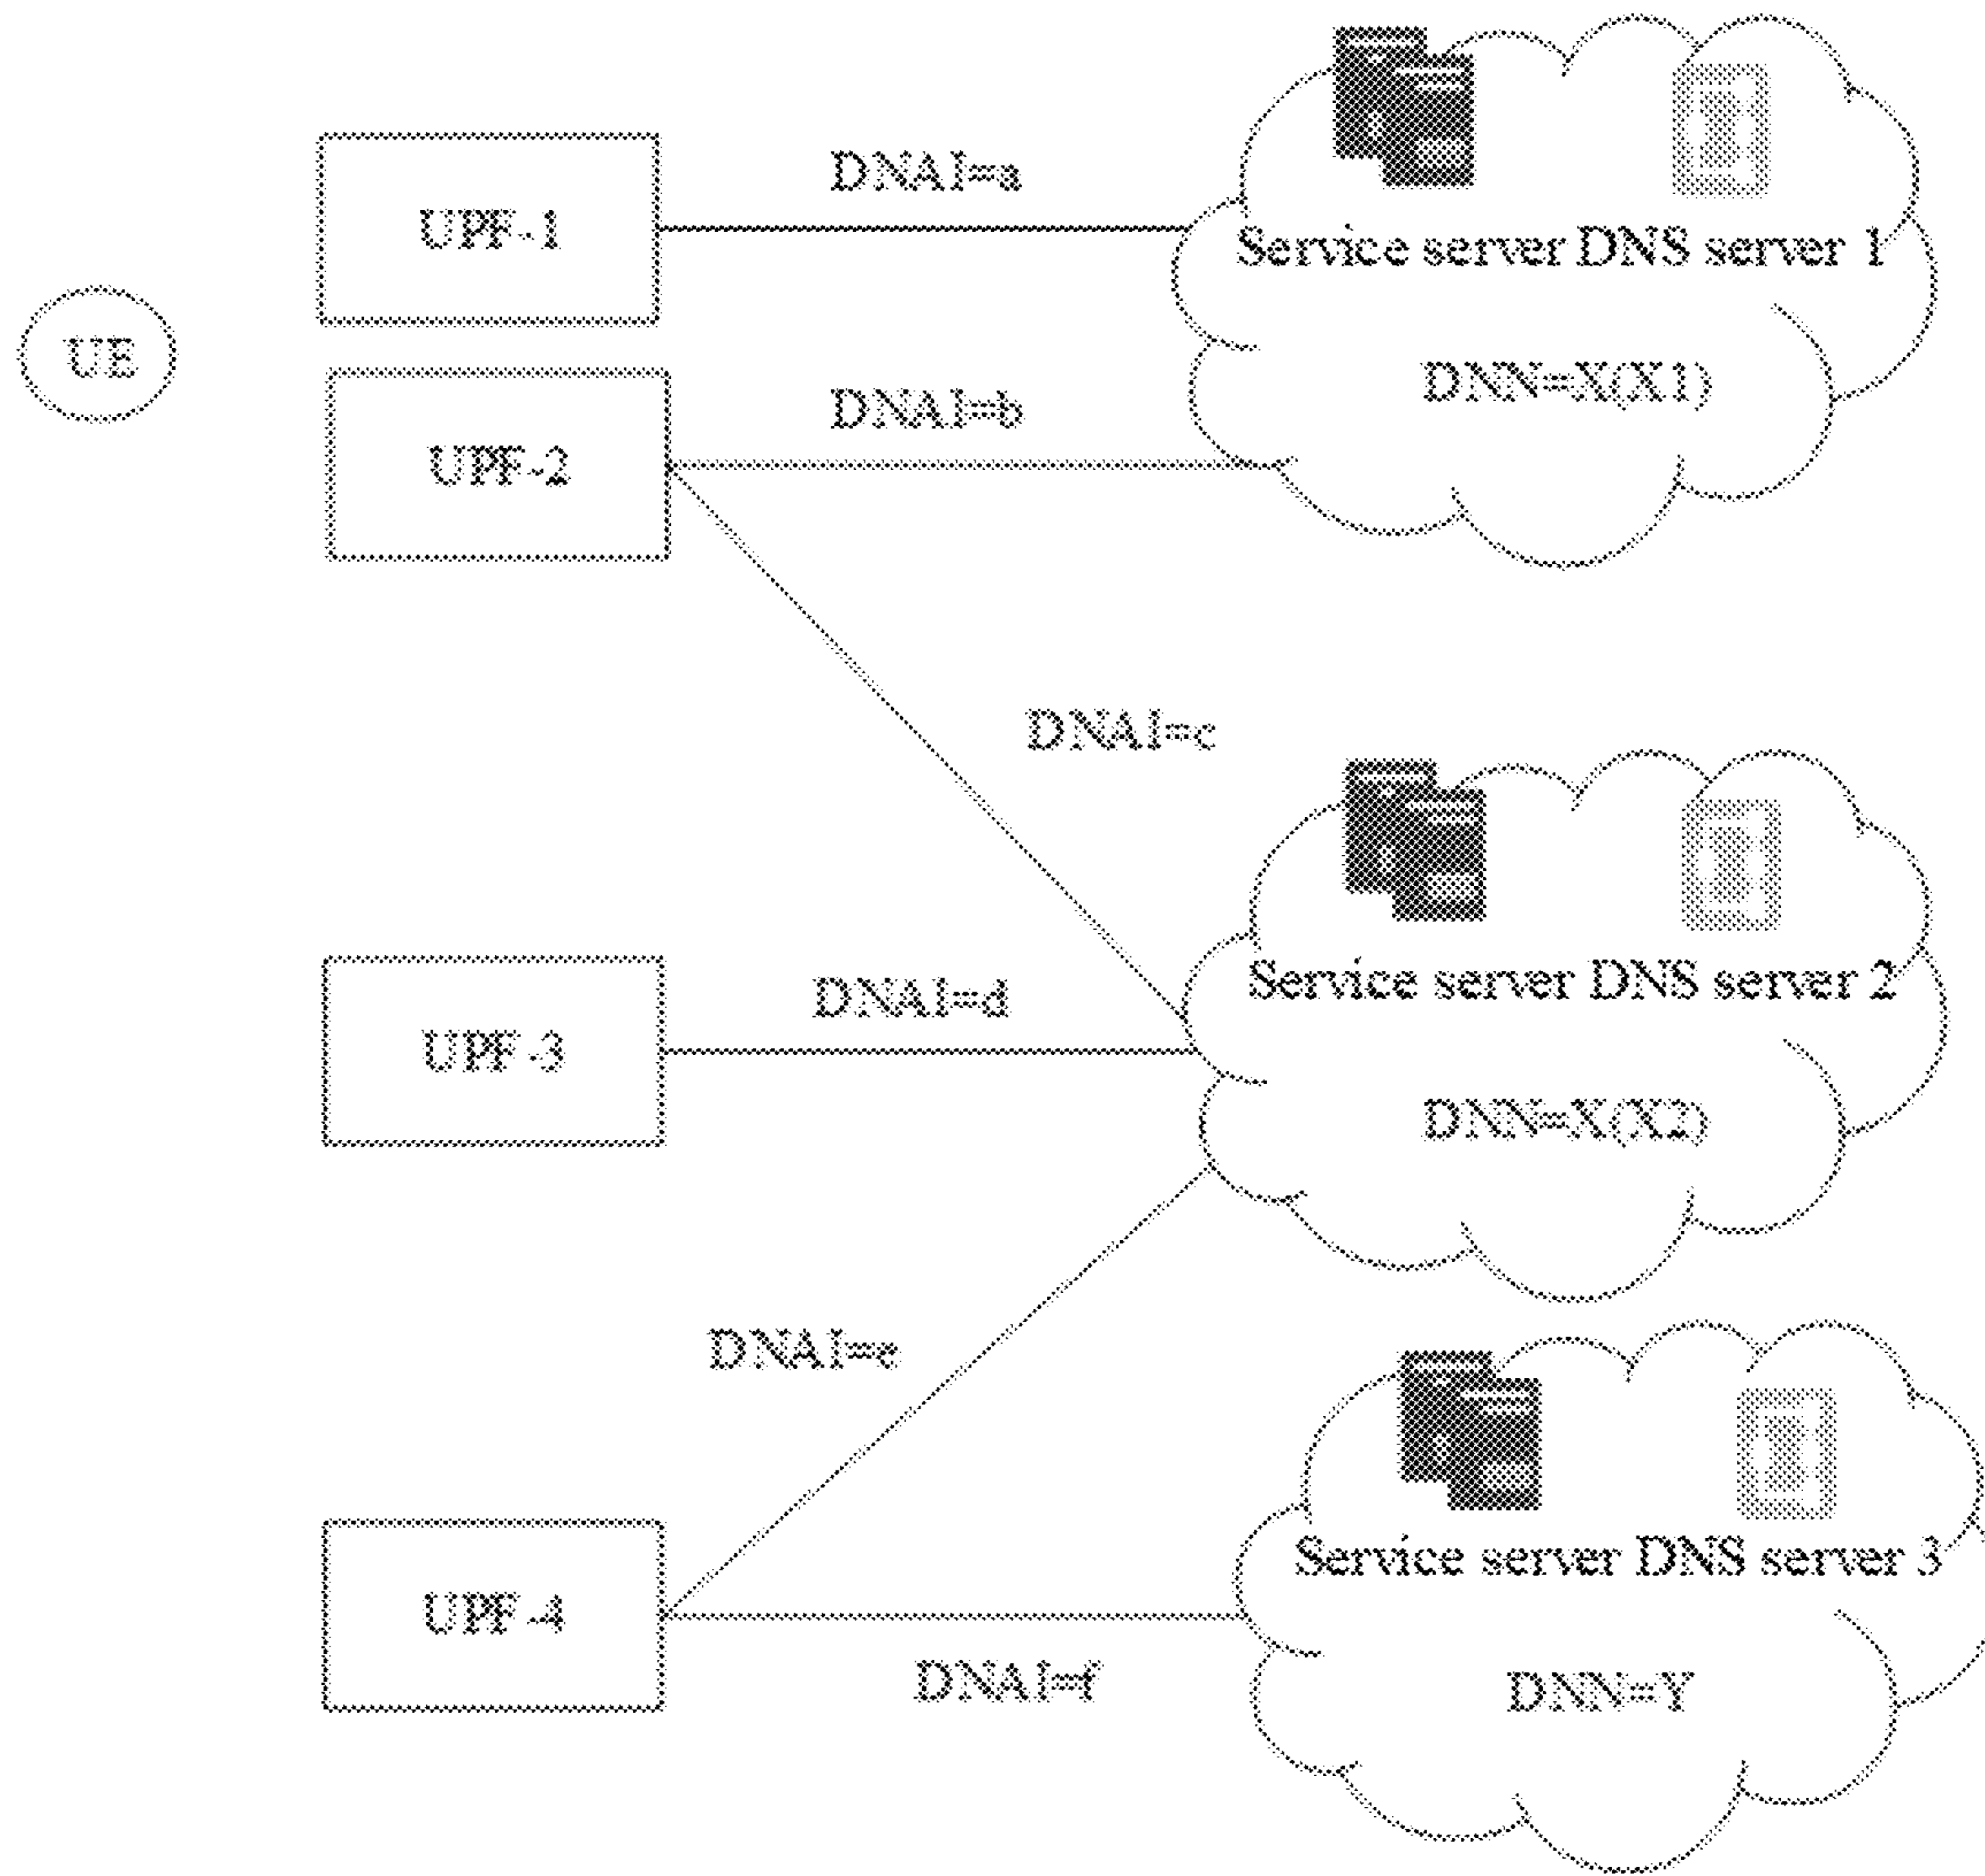 DNAI=a
UPF-1
Service server DNS server 1
UE
DNN=X(X1)
DNAI=b
UPF-2
DNAI=c
Service server DNS server 2
DNAI=d
UPF-3
DNN=X(X2)
DNAI=e
Service server DNS server 3
UPF-4
DNAI=f
DNN=Y